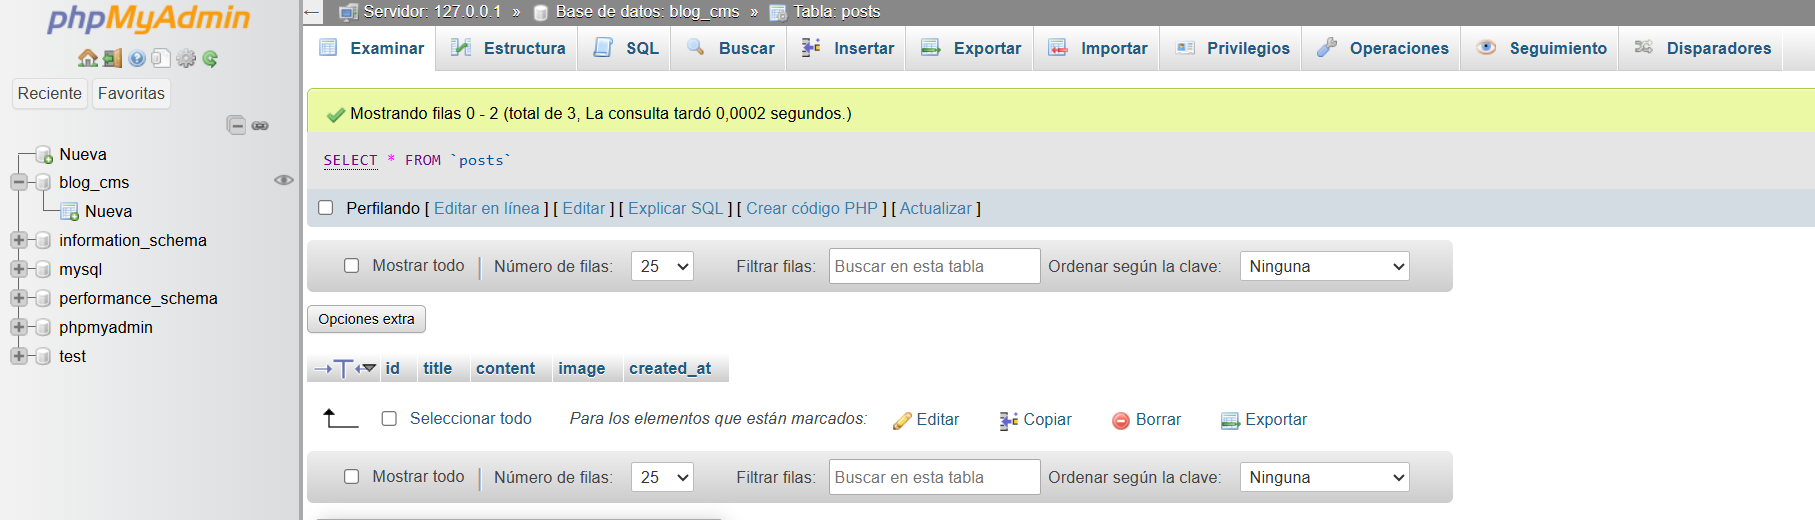 phpMyAdmin
Reciente Favoritas
Nueva
blog_cms
Nueva
information_schema
mysql
performance_schema
phpmyadmin
test
Servidor: 127.0.0.1 » Base de datos: blog_cms » Tabla: posts
Examinar Estructura SQL Buscar Insertar Exportar Importar Privilegios Operaciones Seguimiento Disparadores
Mostrando filas 0 - 2 (total de 3, La consulta tardó 0,0002 segundos.)
SELECT * FROM `posts`
Perfilando [ Editar en línea ] [ Editar ] [ Explicar SQL ] [ Crear código PHP ] [ Actualizar ]
Mostrar todo | Número de filas: 25 Filtrar filas: Buscar en esta tabla Ordenar según la clave: Ninguna
Opciones extra
id title content image created_at
Seleccionar todo Para los elementos que están marcados: Editar Copiar Borrar Exportar
Mostrar todo | Número de filas: 25 Filtrar filas: Buscar en esta tabla Ordenar según la clave: Ninguna